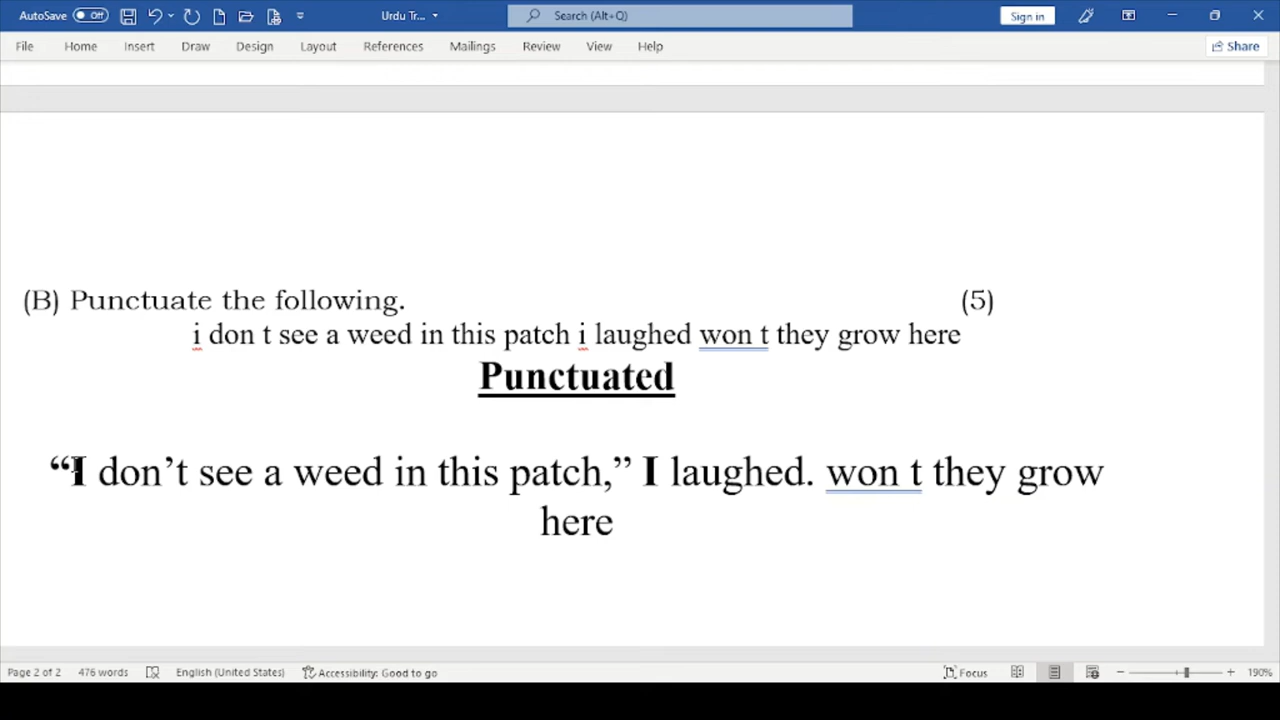 AutoSave Off Urdu Tr... Search (Alt+Q) Sign in
File Home Insert Draw Design Layout References Mailings Review View Help Share
(B) Punctuate the following. (5)
i don t see a weed in this patch i laughed won t they grow here
Punctuated
“I don’t see a weed in this patch,” I laughed. won t they grow
here
Page 2 of 2 476 words English (United States) Accessibility: Good to go Focus 190%